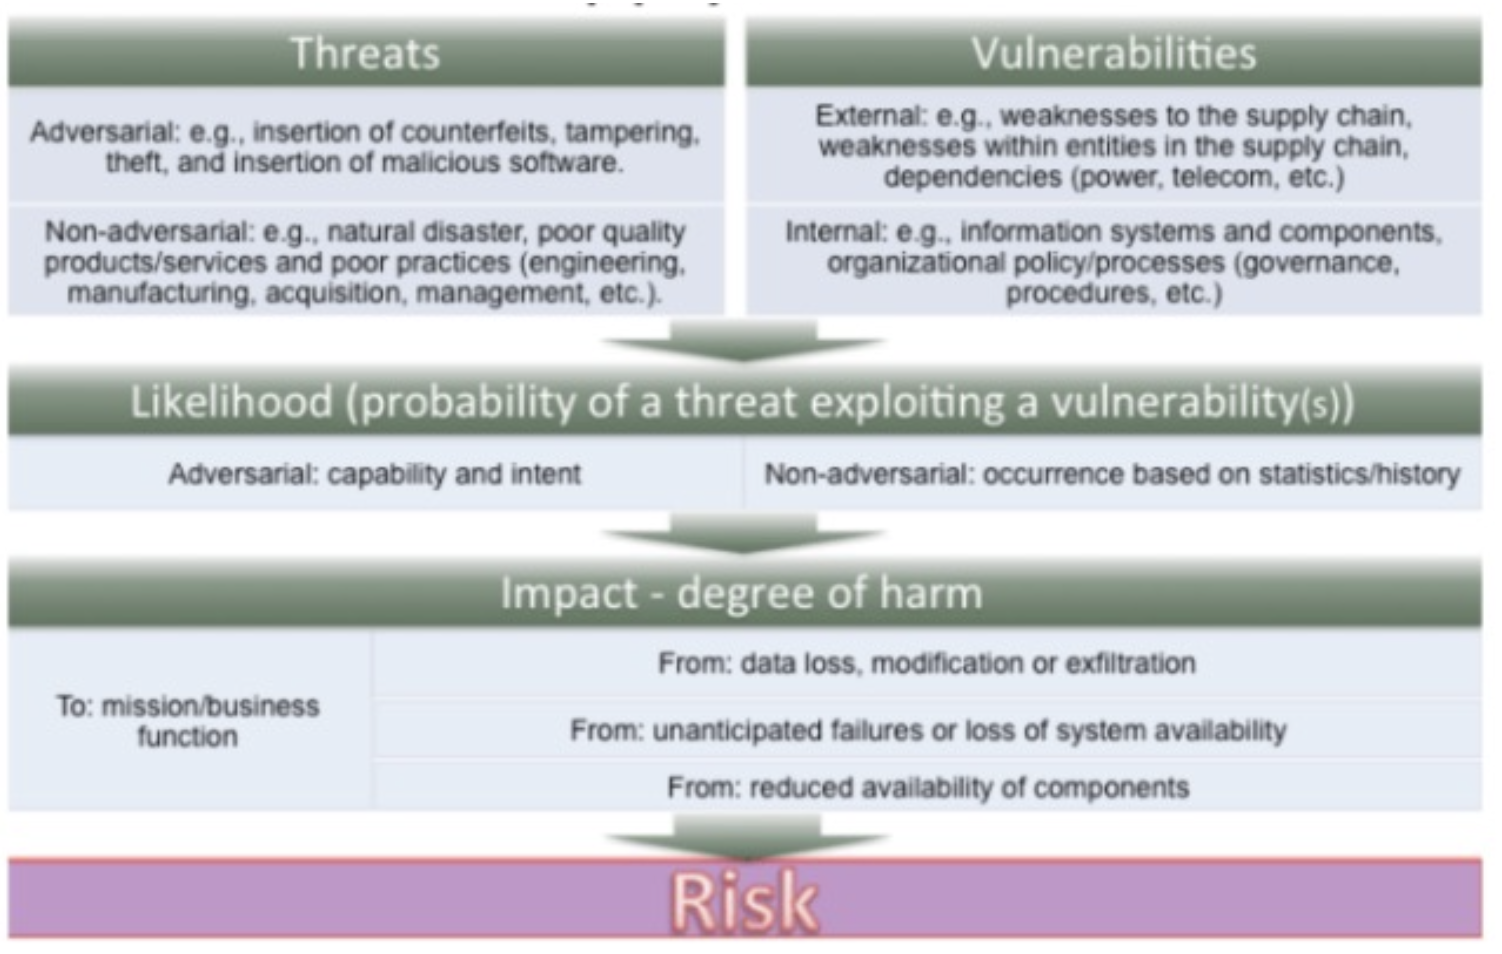 Threats
Adversarial: e.g., insertion of counterfeits, tampering,
theft, and insertion of malicious software.
Non-adversarial: e.g., natural disaster, poor quality
products/services and poor practices (engineering,
manufacturing, acquisition, management, etc.).
Vulnerabilities
External: e.g., weaknesses to the supply chain,
weaknesses within entities in the supply chain,
dependencies (power, telecom, etc.)
Internal: e.g., information systems and components,
organizational policy/processes (governance,
procedures, etc.)
Likelihood (probability of a threat exploiting a vulnerability(s))
Adversarial: capability and intent
Non-adversarial: occurrence based on statistics/history
Impact - degree of harm
To: mission/business
function
From: data loss, modification or exfiltration
From: unanticipated failures or loss of system availability
From: reduced availability of components
Risk